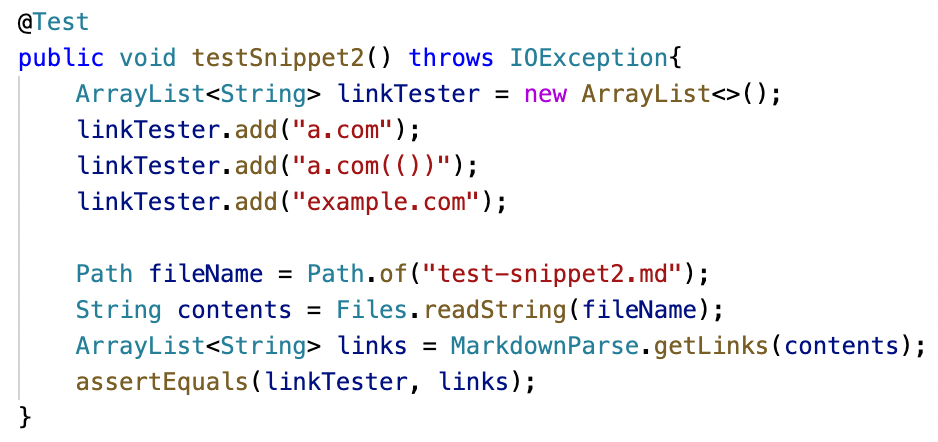 @Test
public void testSnippet2() throws IOException{
    ArrayList<String> linkTester = new ArrayList<>();
    linkTester.add("a.com");
    linkTester.add("a.com(())");
    linkTester.add("example.com");

    Path fileName = Path.of("test-snippet2.md");
    String contents = Files.readString(fileName);
    ArrayList<String> links = MarkdownParse.getLinks(contents);
    assertEquals(linkTester, links);
}